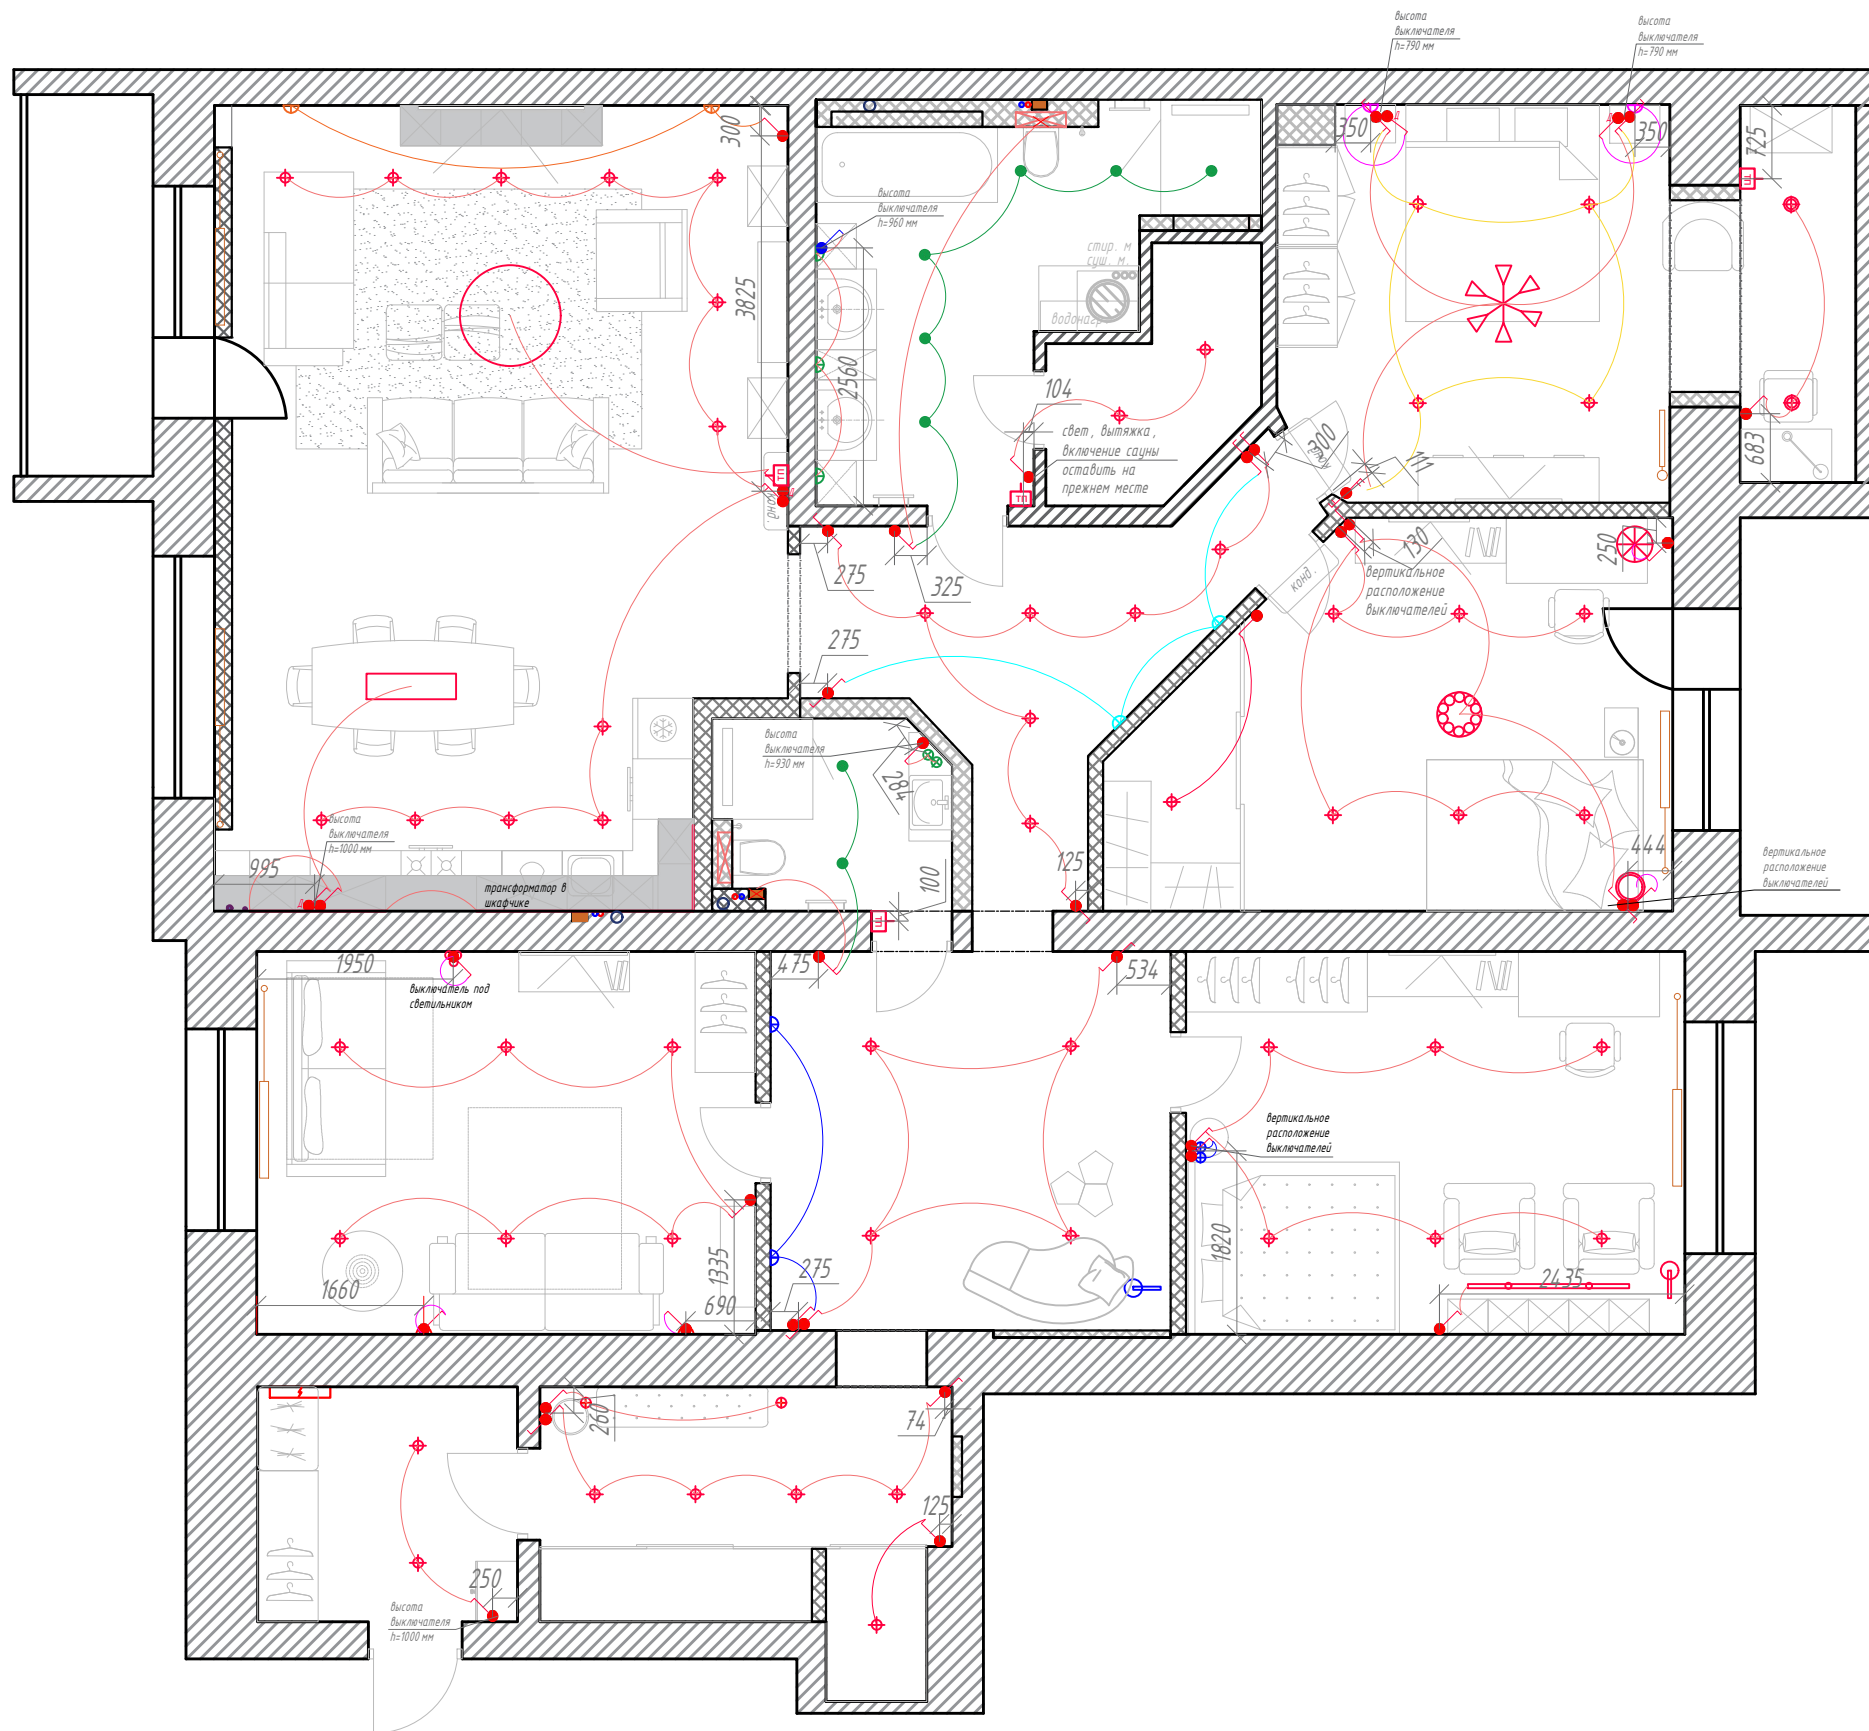 высота
выключателя
h=790 мм
высота
выключателя
h=790 мм
300
350
350
725
высота
выключателя
h=960 мм
стир. м
суш. м.
водонагр
3825
2560
104
свет, вытяжка,
включение сауны
оставить на
прежнем месте
300
111
683
ТП
ТП
конд.
275
325
130
250
вертикальное
расположение
выключателей
конд.
275
высота
выключателя
h=930 мм
284
высота
выключателя
h=1000 мм
995
трансформатор в
шкафчике
100
125
444
вертикальное
расположение
выключателей
1950
выключатель под
светильником
475
534
вертикальное
расположение
выключателей
1820
1335
275
690
1660
2435
260
74
125
250
высота
выключателя
h=1000 мм